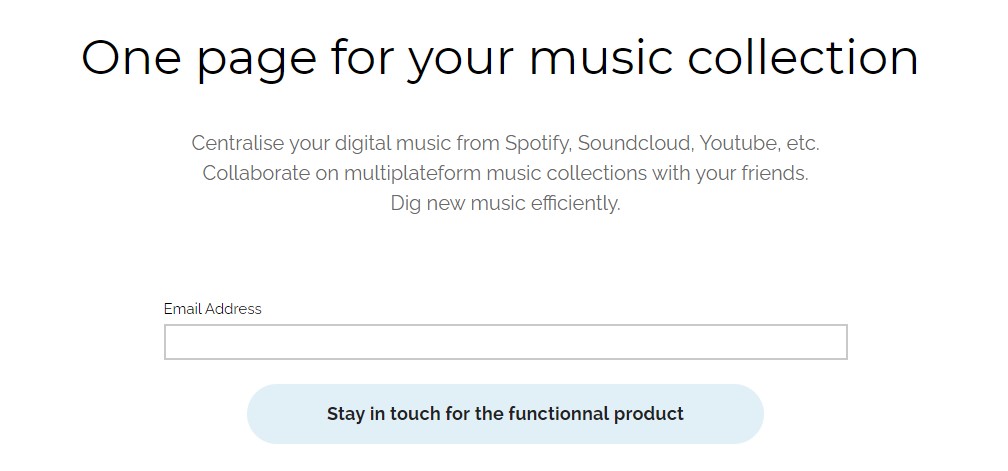 One page for your music collection
Centralise your digital music from Spotify, Soundcloud, Youtube, etc.
Collaborate on multiplateform music collections with your friends.
Dig new music efficiently.
Email Address
Stay in touch for the functionnal product